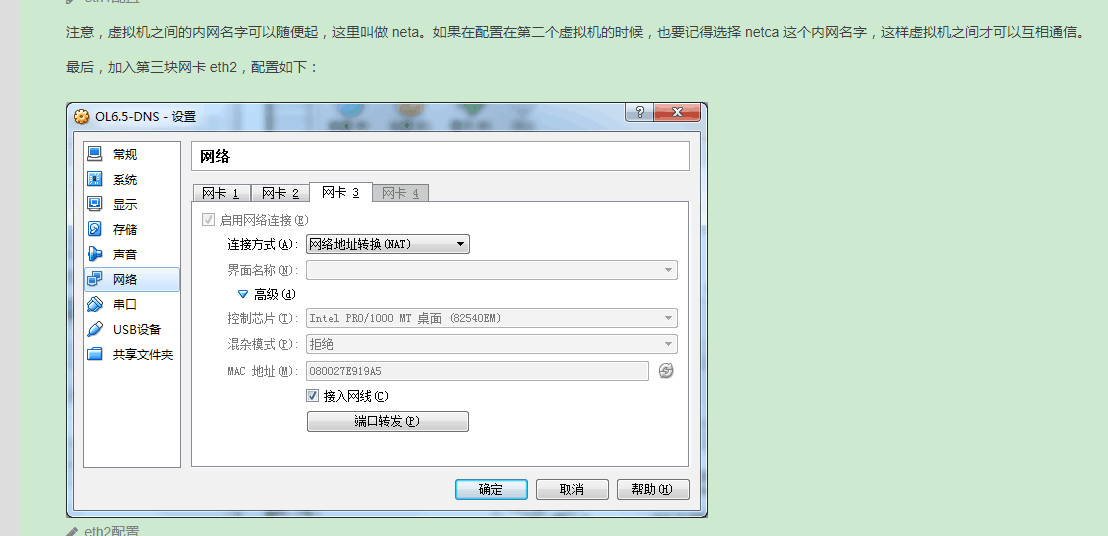 eth1配置
注意，虚拟机之间的内网名字可以随便起，这里叫做 neta。如果在配置在第二个虚拟机的时候，也要记得选择 netca 这个内网名字，这样虚拟机之间才可以互相通信。
最后，加入第三块网卡 eth2，配置如下：
OL6.5-DNS - 设置
常规
系统
显示
存储
声音
网络
串口
USB设备
共享文件夹
网络
网卡 1 网卡 2 网卡 3 网卡 4
启用网络连接(E)
连接方式(A): 网络地址转换(NAT)
界面名称(N):
高级(d)
控制芯片(T): Intel PRO/1000 MT 桌面 (82540EM)
混杂模式(P): 拒绝
MAC 地址(M): 080027E919A5
接入网线(C)
端口转发(P)
确定 取消 帮助(H)
eth2配置